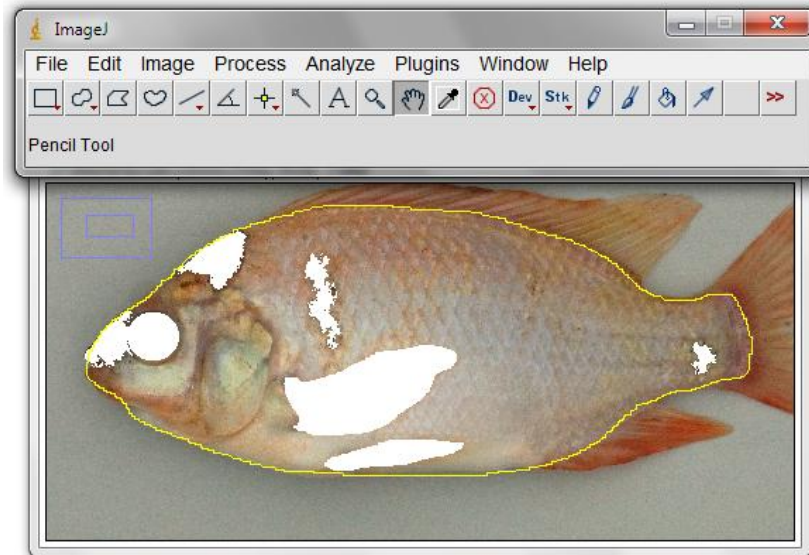 ImageJ
File Edit Image Process Analyze Plugins Window Help
A Dev Stk >>
Pencil Tool